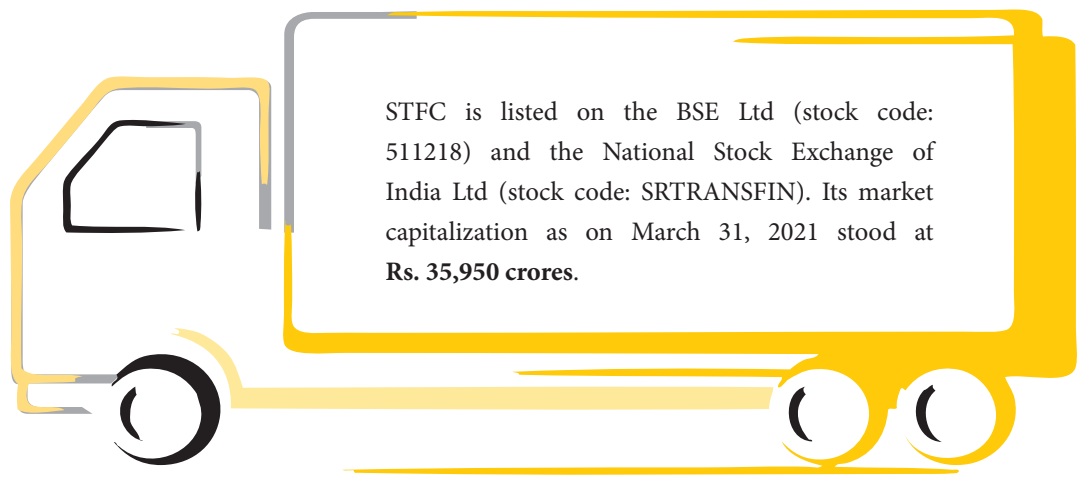 STFC is listed on the BSE Ltd (stock code:
511218) and the National Stock Exchange of
India Ltd (stock code: SRTRANSFIN). Its market
capitalization as on March 31, 2021 stood at
Rs. 35,950 crores.